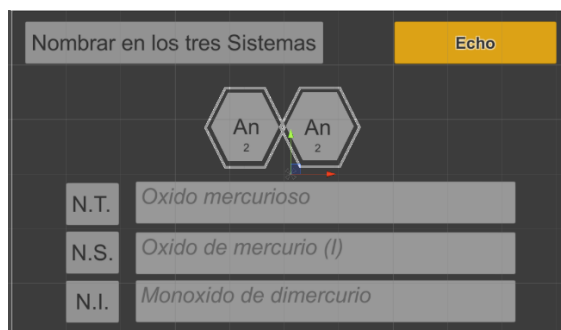 Nombrar en los tres Sistemas
Echo
An An
2 2
N.T. Oxido mercurioso
N.S. Oxido de mercurio (I)
N.I. Monoxido de dimercurio